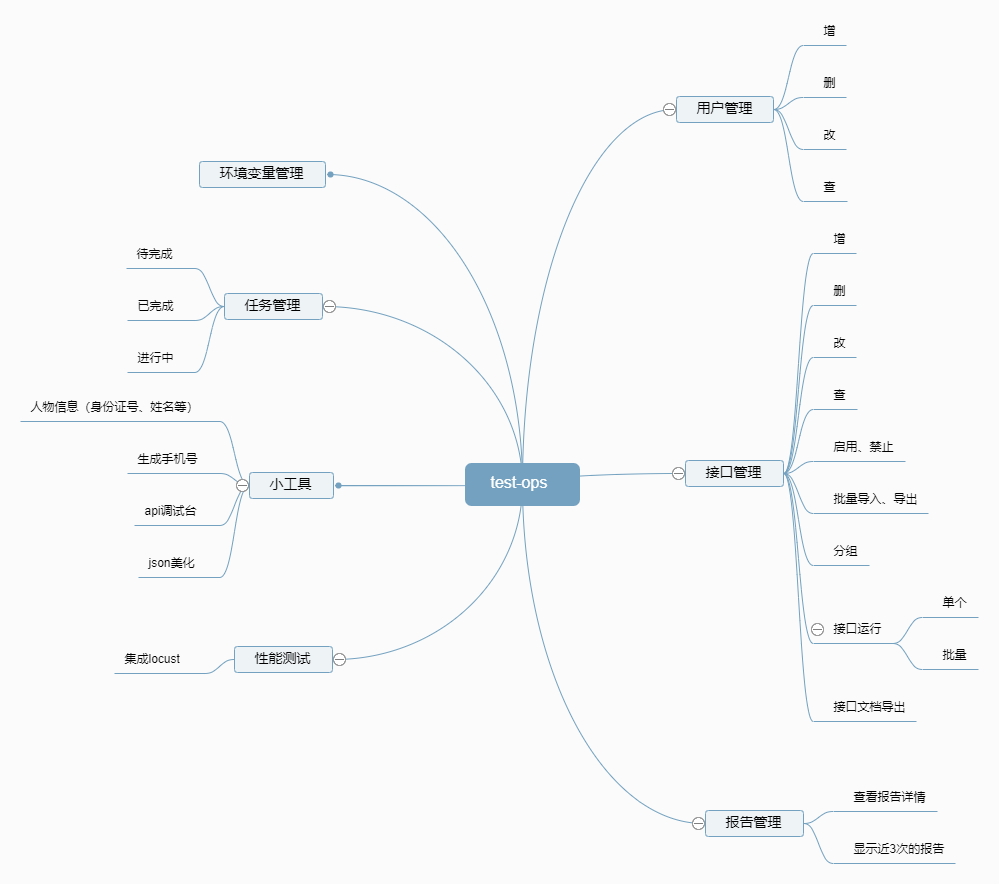 test-ops
用户管理
增
删
改
查
接口管理
增
删
改
查
启用、禁止
批量导入、导出
分组
接口运行
单个
批量
接口文档导出
报告管理
查看报告详情
显示近3次的报告
环境变量管理
任务管理
待完成
已完成
进行中
小工具
人物信息（身份证号、姓名等）
生成手机号
api调试台
json美化
性能测试
集成locust